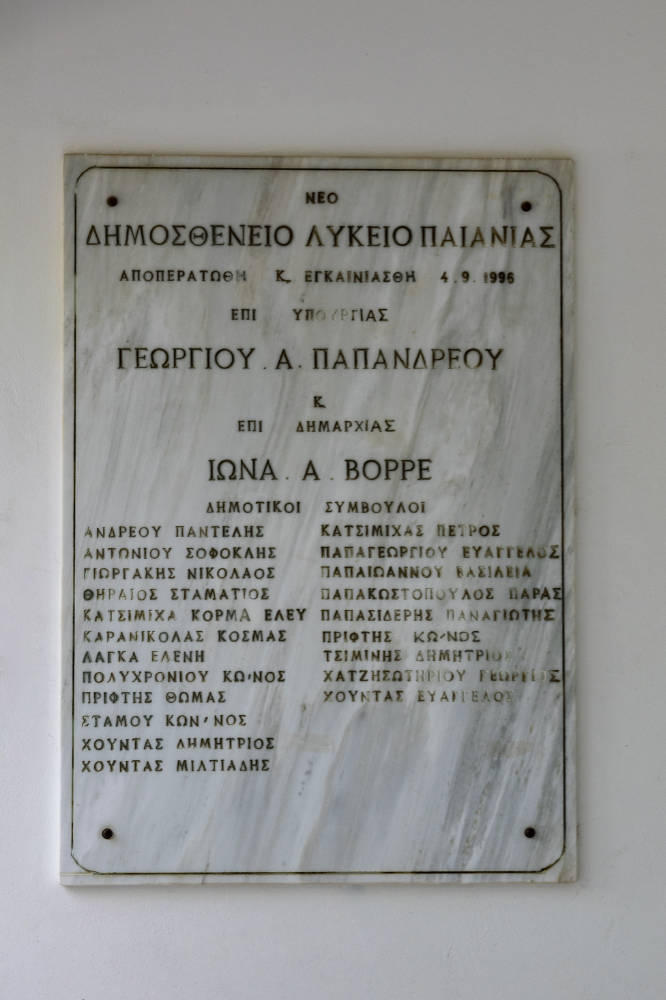 ΝΕΟ
ΔΗΜΟΣΘΕΝΕΙΟ ΛΥΚΕΙΟ ΠΑΙΑΝΙΑΣ
ΑΠΟΠΕΡΑΤΩΘΗ Κ. ΕΓΚΑΙΝΙΑΣΘΗ 4.9.1996
ΕΠΙ ΥΠΟΥΡΓΙΑΣ
ΓΕΩΡΓΙΟΥ . Α. ΠΑΠΑΝΔΡΕΟΥ
Κ
ΕΠΙ ΔΗΜΑΡΧΙΑΣ
ΙΩΝΑ . Α . ΒΟΡΡΕ
ΔΗΜΟΤΙΚΟΙ ΣΥΜΒΟΥΛΟΙ
ΑΝΔΡΕΟΥ ΠΑΝΤΕΛΗΣ
ΑΝΤΩΝΙΟΥ ΣΟΦΟΚΛΗΣ
ΓΙΩΡΓΑΚΗΣ ΝΙΚΟΛΑΟΣ
ΘΗΡΑΙΟΣ ΣΤΑΜΑΤΙΟΣ
ΚΑΤΣΙΜΙΧΑ ΚΟΡΜΑ ΕΛΕΥ
ΚΑΡΑΝΙΚΟΛΑΣ ΚΟΣΜΑΣ
ΛΑΓΚΑ ΕΛΕΝΗ
ΠΟΛΥΧΡΟΝΙΟΥ ΚΩ'ΝΟΣ
ΠΡΙΦΤΗΣ ΘΩΜΑΣ
ΣΤΑΜΟΥ ΚΩΝ'ΝΟΣ
ΧΟΥΝΤΑΣ ΔΗΜΗΤΡΙΟΣ
ΧΟΥΝΤΑΣ ΜΙΛΤΙΑΔΗΣ
ΚΑΤΣΙΜΙΧΑΣ ΠΕΤΡΟΣ
ΠΑΠΑΓΕΩΡΓΙΟΥ ΕΥΑΓΓΕΛΟΣ
ΠΑΠΑΙΩΑΝΝΟΥ ΒΑΣΙΛΕΙΑ
ΠΑΠΑΚΩΣΤΟΠΟΥΛΟΣ ΠΑΡΑΣ
ΠΑΠΑΣΙΔΕΡΗΣ ΠΑΝΑΓΙΩΤΗΣ
ΠΡΙΦΤΗΣ ΚΩ'ΝΟΣ
ΤΣΙΜΙΝΗΣ ΔΗΜΗΤΡΙΟΣ
ΧΑΤΖΗΣΩΤΗΡΙΟΥ ΓΕΩΡΓΙΟΣ
ΧΟΥΝΤΑΣ ΕΥΑΓΓΕΛΟΣ